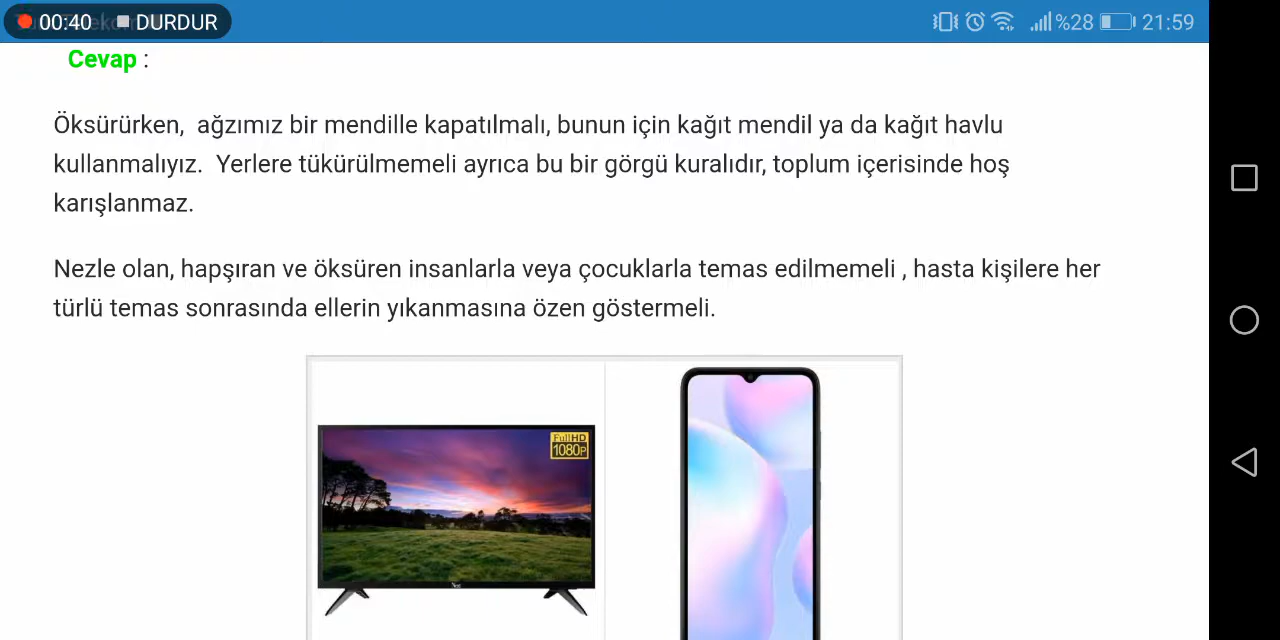 00:40 DURDUR %28 21:59
Cevap :
Öksürürken, ağzımız bir mendille kapatılmalı, bunun için kağıt mendil ya da kağıt havlu
kullanmalıyız. Yerlere tükürülmemeli ayrıca bu bir görgü kuralıdır, toplum içerisinde hoş
karışlanmaz.
Nezle olan, hapşıran ve öksüren insanlarla veya çocuklarla temas edilmemeli , hasta kişilere her
türlü temas sonrasında ellerin yıkanmasına özen göstermeli.
FullHD
1080P